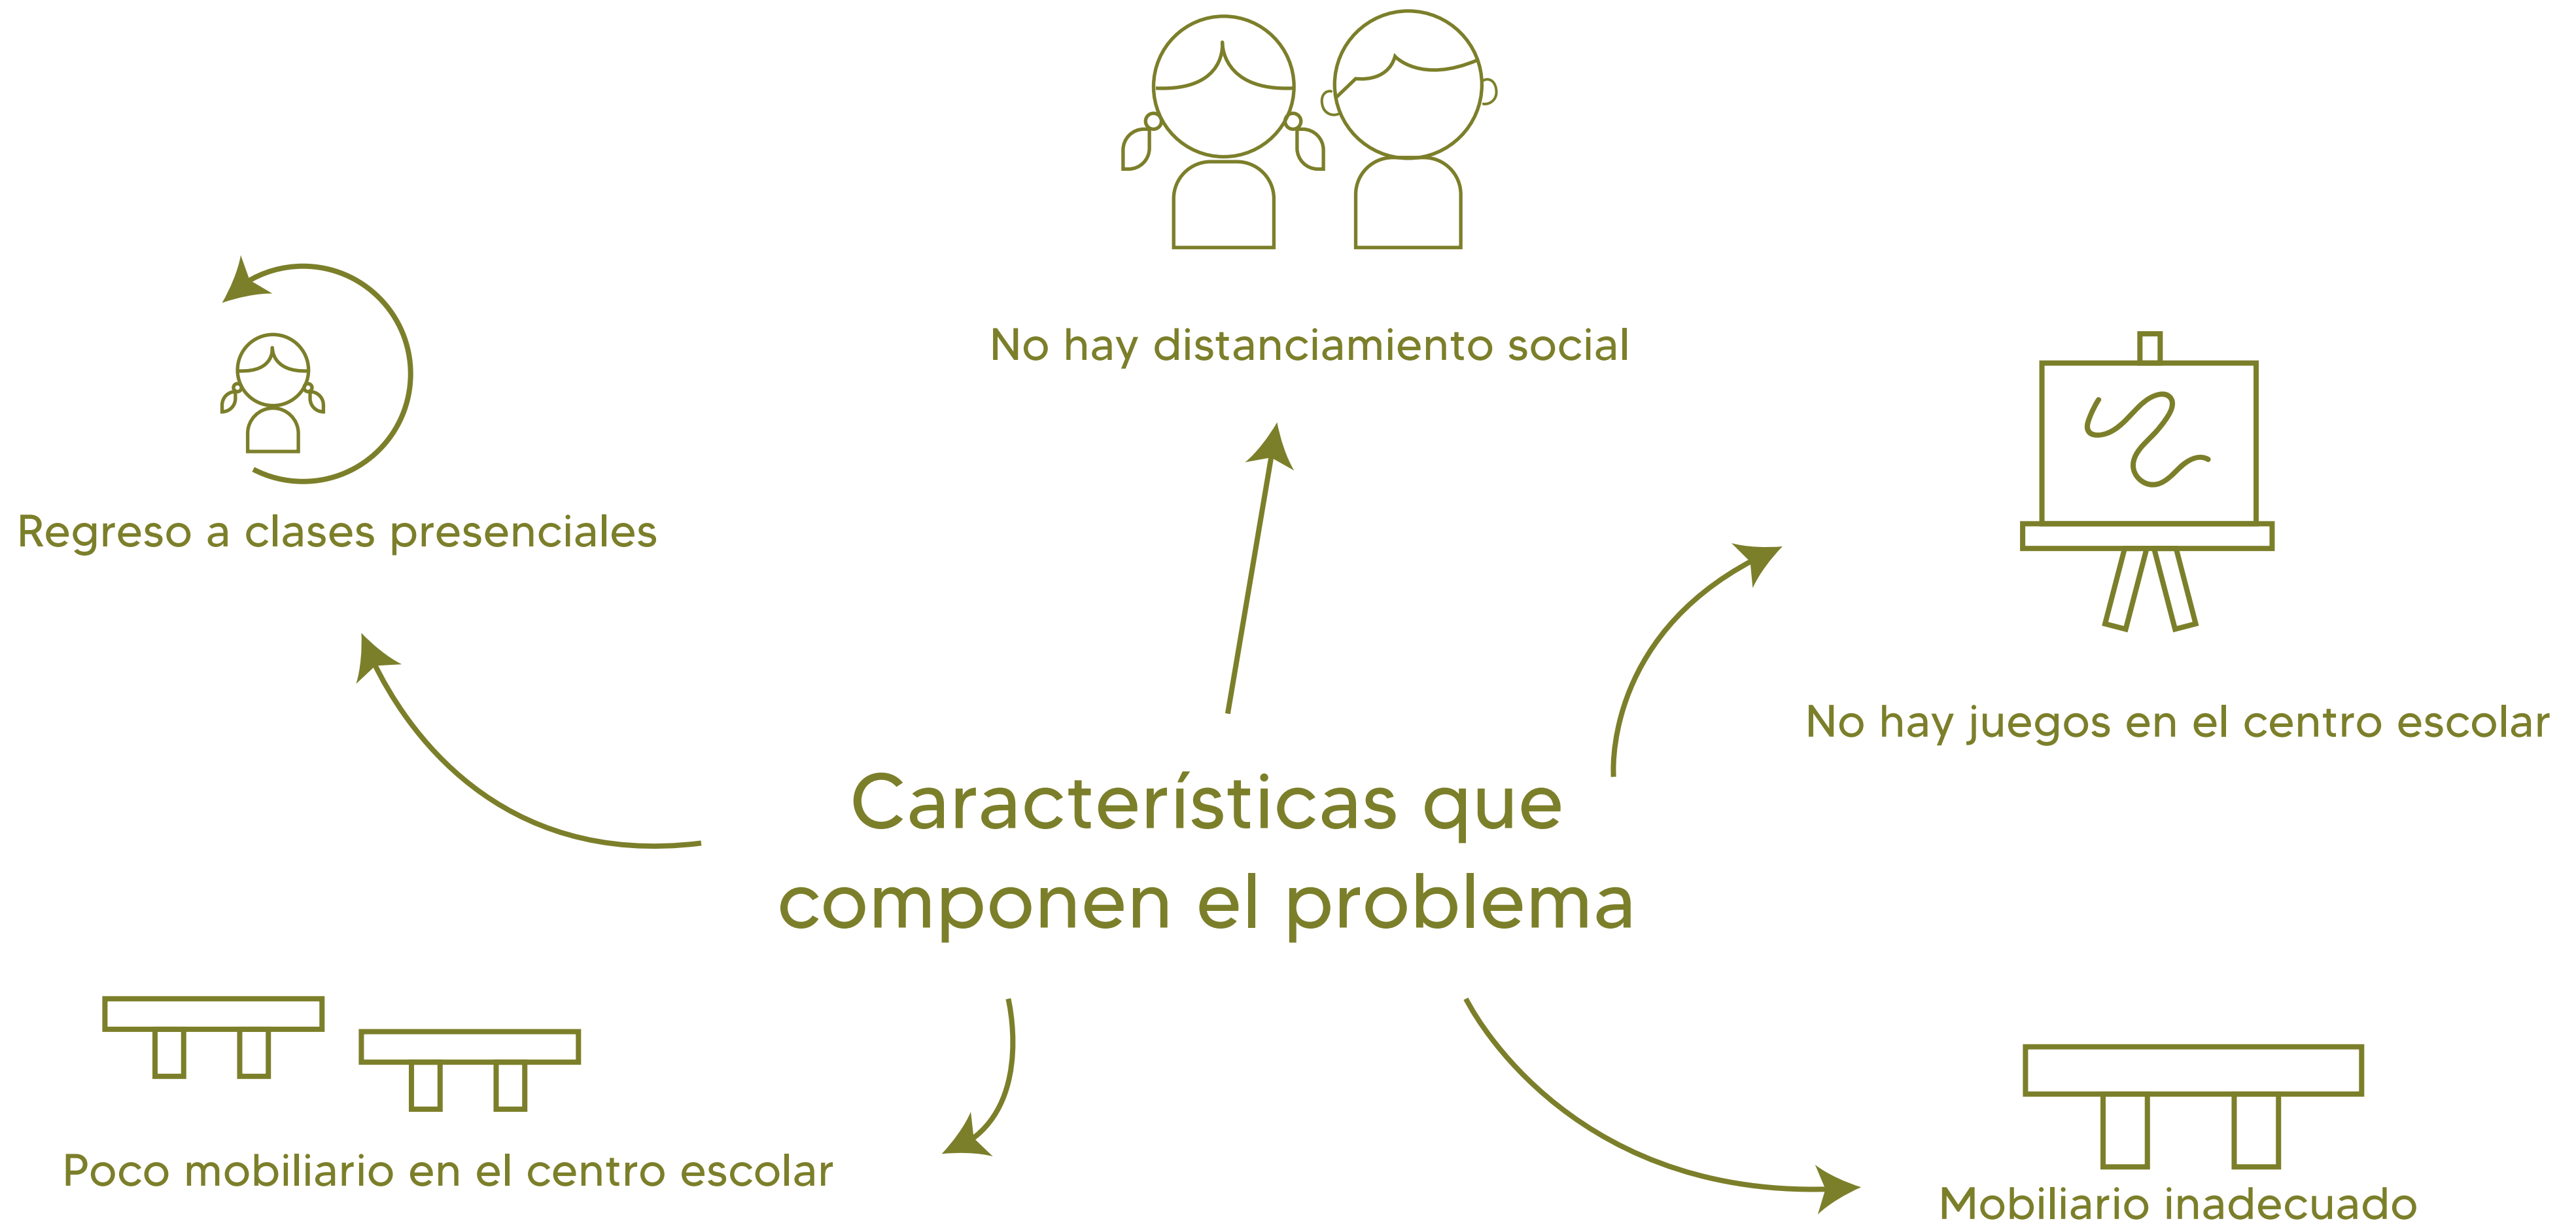 No hay distanciamiento social
Regreso a clases presenciales
No hay juegos en el centro escolar
Características que
componen el problema
Poco mobiliario en el centro escolar
Mobiliario inadecuado